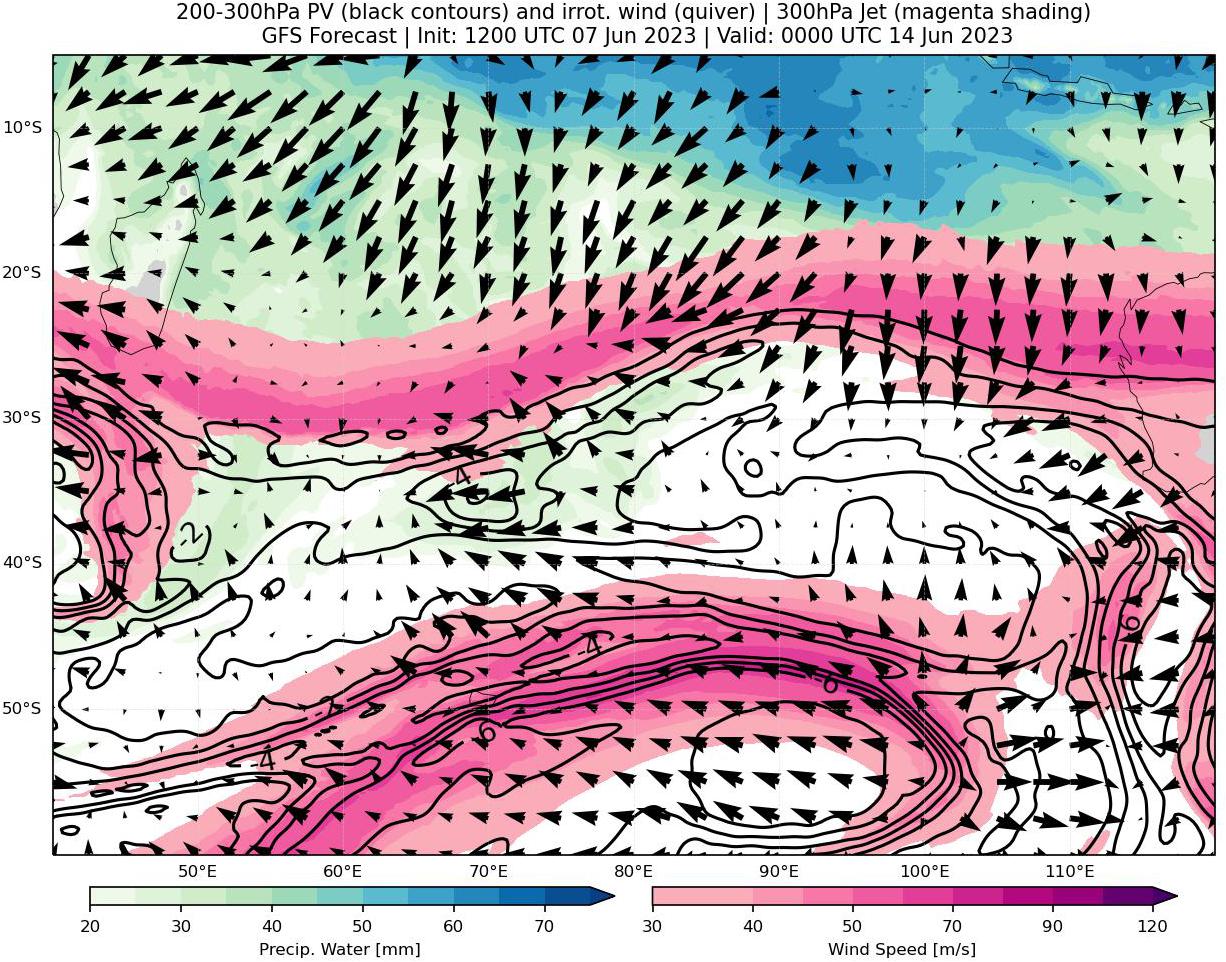 200-300hPa PV (black contours) and irrot. wind (quiver) | 300hPa Jet (magenta shading)
GFS Forecast | Init: 1200 UTC 07 Jun 2023 | Valid: 0000 UTC 14 Jun 2023
10°S
20°S
-4
30°S
-2
40°S
-4
-6
-6
50°S
-2
-6
-4
50°E 60°E 70°E 80°E 90°E 100°E 110°E
20 30 40 50 60 70
Precip. Water [mm]
30 40 50 70 90 120
Wind Speed [m/s]